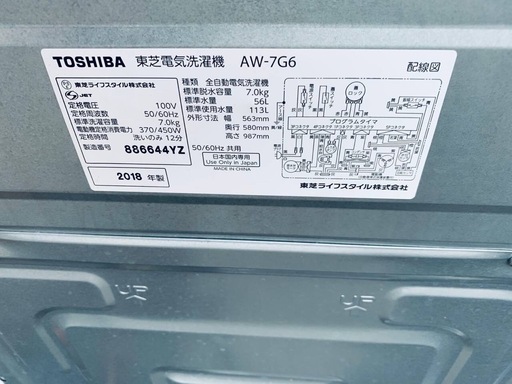 TOSHIBA 東芝電気洗濯機 AW-7G6 配線図
東芝ライフスタイル株式会社
JET
定格電圧 100V
定格周波数 50/60Hz
標準洗濯容量 7.0kg
電動機定格消費電力 370/450W
定格時間 洗いのみ 12分
製造番号 886644YZ
2018 年製
種類 全自動電気洗濯機
標準脱水容量 7.0kg
標準水量 56L
標準使用水量 113L
外形寸法 幅 563mm
奥行 580mm
高さ 987mm
50/60Hz 共用
日本国内専用
Use Only in Japan
MADE IN CHINA
プログラムタイマ
東芝ライフスタイル株式会社
UP
UP